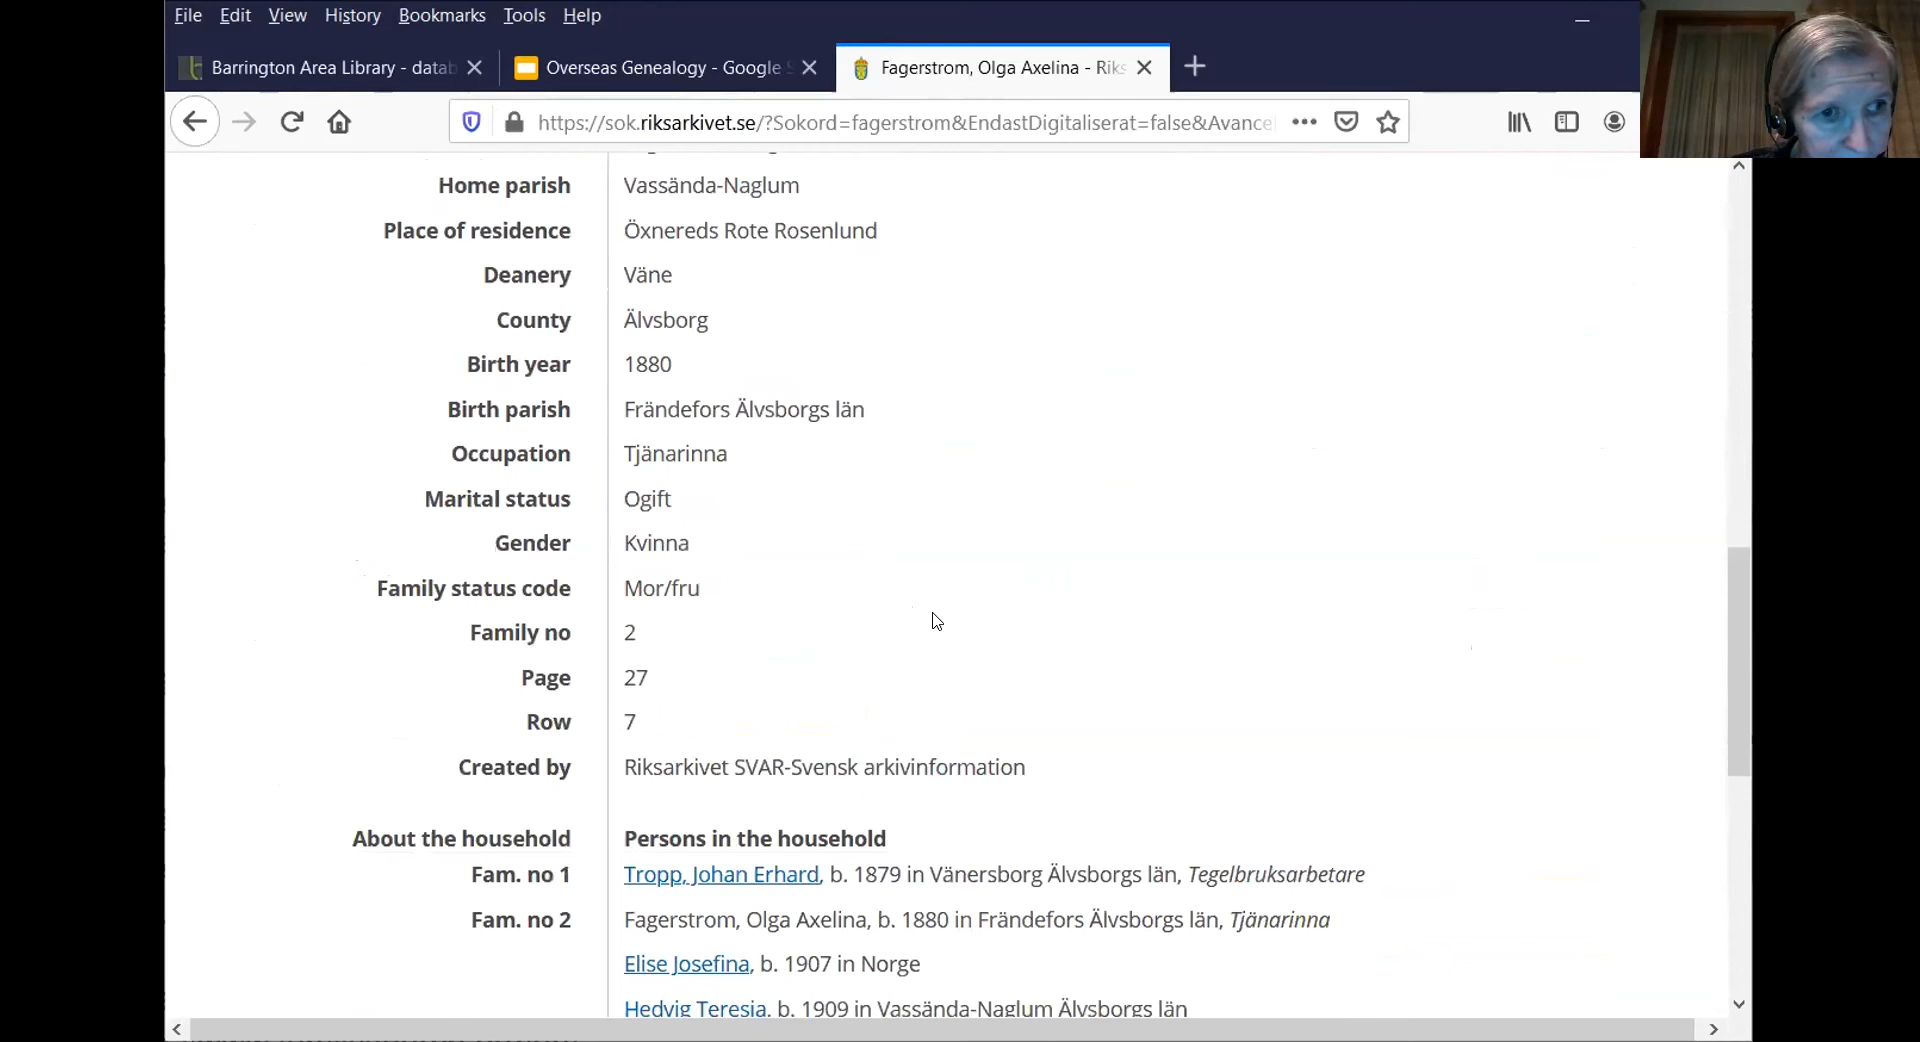 File Edit View History Bookmarks Tools Help
Barrington Area Library - datab
Overseas Genealogy - Google S
Fagerstrom, Olga Axelina - Riks
https://sok.riksarkivet.se/?Sokord=fagerstrom&EndastDigitaliserat=false&Avance
Home parish Vassända-Naglum
Place of residence Öxnereds Rote Rosenlund
Deanery Väne
County Älvsborg
Birth year 1880
Birth parish Frändefors Älvsborgs län
Occupation Tjänarinna
Marital status Ogift
Gender Kvinna
Family status code Mor/fru
Family no 2
Page 27
Row 7
Created by Riksarkivet SVAR-Svensk arkivinformation
About the household Persons in the household
Fam. no 1 Tropp, Johan Erhard, b. 1879 in Vänersborg Älvsborgs län, Tegelbruksarbetare
Fam. no 2 Fagerstrom, Olga Axelina, b. 1880 in Frändefors Älvsborgs län, Tjänarinna
Elise Josefina, b. 1907 in Norge
Hedvig Teresia, b. 1909 in Vassända-Naglum Älvsborgs län